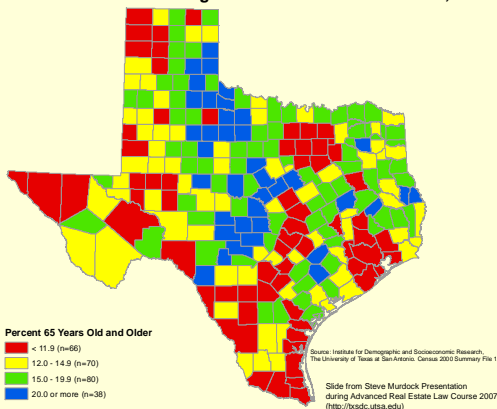 Percent 65 Years Old and Older
< 11.9 (n=66)
12.0 - 14.9 (n=70)
15.0 - 19.9 (n=80)
20.0 or more (n=38)
Source: Institute for Demographic and Socioeconomic Research,
The University of Texas at San Antonio. Census 2000 Summary File 1
Slide from Steve Murdock Presentation
during Advanced Real Estate Law Course 2007
(http://txsdc.utsa.edu)